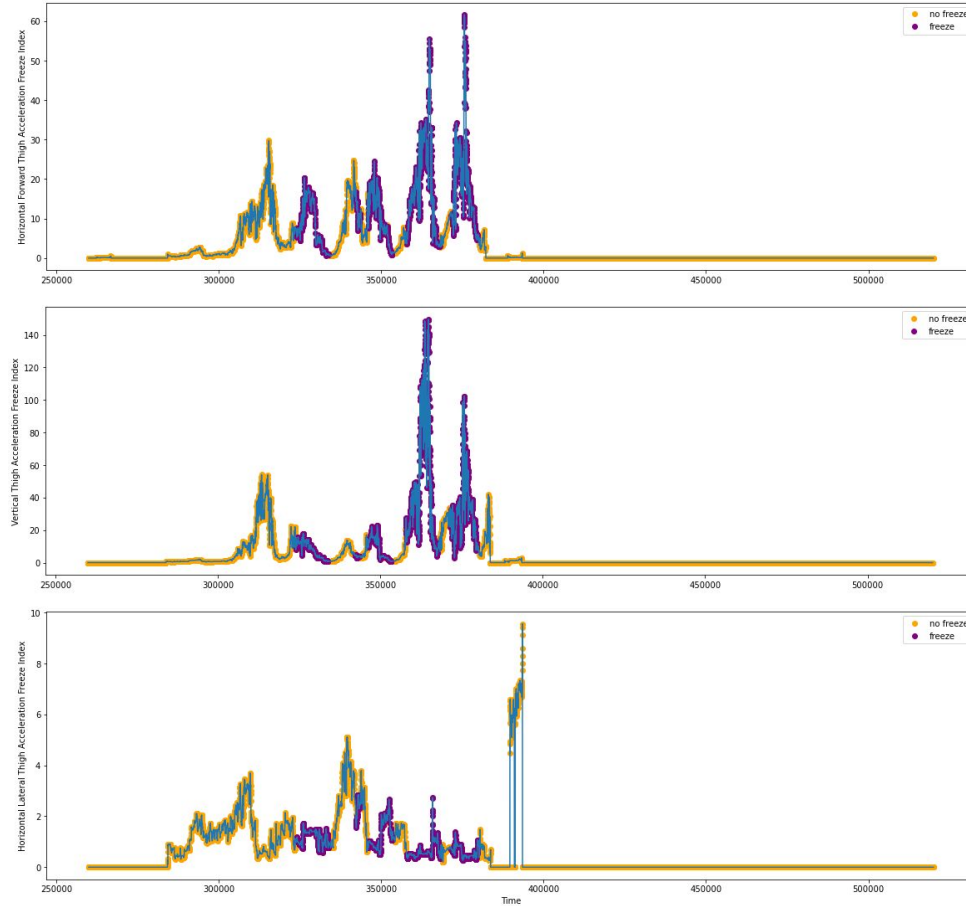 Horizontal Forward Thigh Acceleration Freeze Index
60
50
40
30
20
10
0
no freeze
freeze
250000 300000 350000 400000 450000 500000
Vertical Thigh Acceleration Freeze Index
140
120
100
80
60
40
20
0
no freeze
freeze
250000 300000 350000 400000 450000 500000
Horizontal Lateral Thigh Acceleration Freeze Index
10
8
6
4
2
0
no freeze
freeze
250000 300000 350000 400000 450000 500000
Time